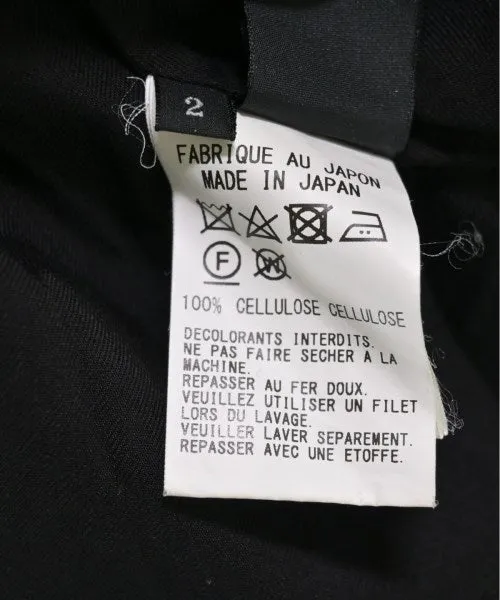 2
FABRIQUE AU JAPON
MADE IN JAPAN
F
W
100% CELLULOSE CELLULOSE
DECOLORANTS INTERDITS.
NE PAS FAIRE SECHER A LA
MACHINE.
REPASSER AU FER DOUX.
VEUILLEZ UTILISER UN FILET
LORS DU LAVAGE.
VEUILLER LAVER SEPAREMENT.
REPASSER AVEC UNE ETOFFE.